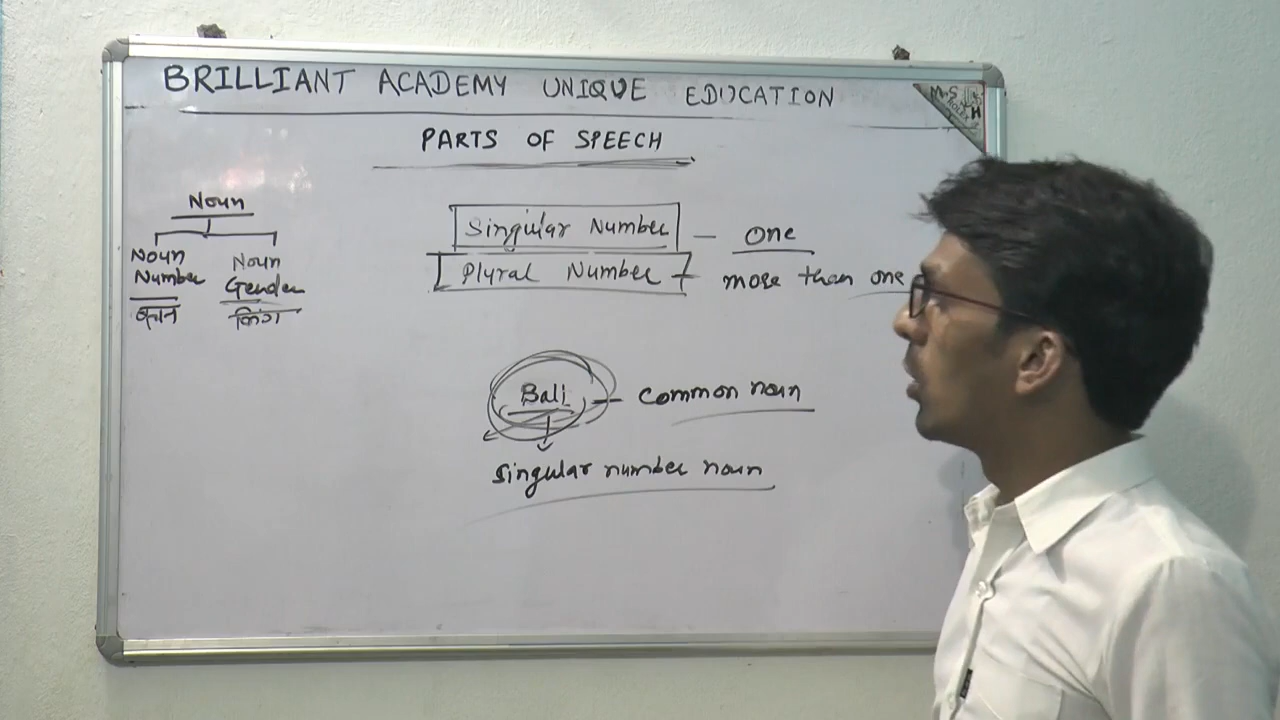 BRILLIANT ACADEMY UNIQUE EDUCATION
PARTS OF SPEECH
Noun
Noun Number
Noun Gender
लिंग
Singular Number — one
Plural Number — more than one
Ball — common noun
singular number noun